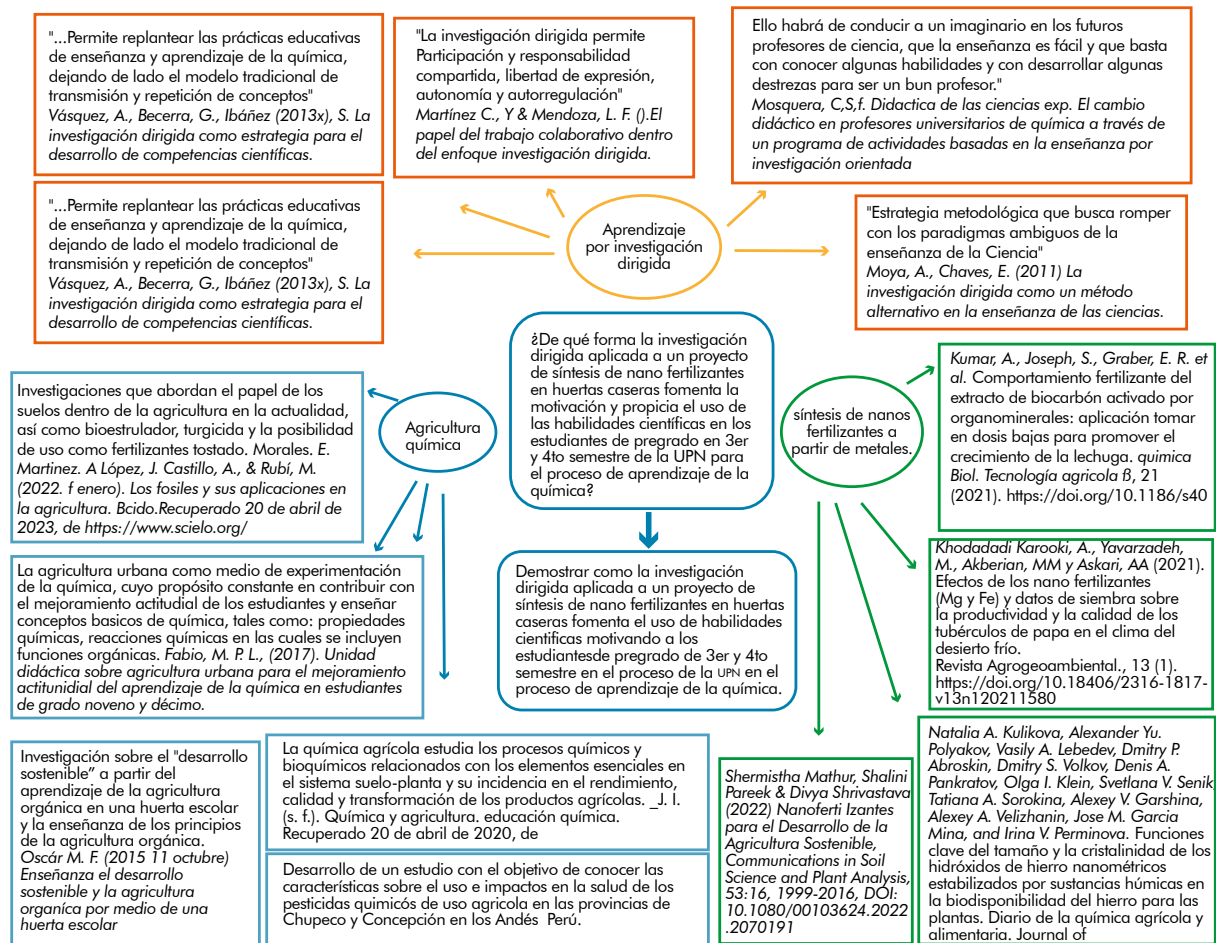 "...Permite replantear las prácticas educativas
de enseñanza y aprendizaje de la química,
dejando de lado el modelo tradicional de
transmisión y repetición de conceptos"
Vásquez, A., Becerra, G., Ibáñez (2013x), S. La
investigación dirigida como estrategia para el
desarrollo de competencias científicas.
"La investigación dirigida permite
Participación y responsabilidad
compartida, libertad de expresión,
autonomía y autorregulación"
Martínez C., Y & Mendoza, L. F. ().El
papel del trabajo colaborativo dentro
del enfoque investigación dirigida.
Ello habrá de conducir a un imaginario en los futuros
profesores de ciencia, que la enseñanza es fácil y que basta
con conocer algunas habilidades y con desarrollar algunas
destrezas para ser un bun profesor."
Mosquera, C,S,f. Didactica de las ciencias exp. El cambio
didáctico en profesores universitarios de química a través de
un programa de actividades basadas en la enseñanza por
investigación orientada
"...Permite replantear las prácticas educativas
de enseñanza y aprendizaje de la química,
dejando de lado el modelo tradicional de
transmisión y repetición de conceptos"
Vásquez, A., Becerra, G., Ibáñez (2013x), S. La
investigación dirigida como estrategia para el
desarrollo de competencias científicas.
Aprendizaje
por investigación
dirigida
"Estrategia metodológica que busca romper
con los paradigmas ambiguos de la
enseñanza de la Ciencia"
Moya, A., Chaves, E. (2011) La
investigación dirigida como un método
alternativo en la enseñanza de las ciencias.
¿De qué forma la investigación
dirigida aplicada a un proyecto
de síntesis de nano fertilizantes
en huertas caseras fomenta la
motivación y propicia el uso de
las habilidades científicas en los
estudiantes de pregrado en 3er
y 4to semestre de la UPN para
el proceso de aprendizaje de la
química?
Investigaciones que abordan el papel de los
suelos dentro de la agricultura en la actualidad,
así como bioestrulador, turgicida y la posibilidad
de uso como fertilizantes tostado. Morales. E.
Martinez. A López, J. Castillo, A., & Rubí, M.
(2022. f enero). Los fosiles y sus aplicaciones en
la agricultura. Bcido.Recuperado 20 de abril de
2023, de https://www.scielo.org/
Agricultura
química
síntesis de nanos
fertilizantes a
partir de metales.
Kumar, A., Joseph, S., Graber, E. R. et
al. Comportamiento fertilizante del
extracto de biocarbón activado por
organominerales: aplicación tomar
en dosis bajas para promover el
crecimiento de la lechuga. quimica
Biol. Tecnología agricola ß, 21
(2021). https://doi.org/10.1186/s40
La agricultura urbana como medio de experimentación
de la química, cuyo propósito constante en contribuir con
el mejoramiento actitudial de los estudiantes y enseñar
conceptos basicos de química, tales como: propiedades
químicas, reacciones químicas en las cuales se incluyen
funciones orgánicas. Fabio, M. P. L., (2017). Unidad
didáctica sobre agricultura urbana para el mejoramiento
actitunidial del aprendizaje de la química en estudiantes
de grado noveno y décimo.
Demostrar como la investigación
dirigida aplicada a un proyecto de
síntesis de nano fertilizantes en huertas
caseras fomenta el uso de habilidades
cientificas motivando a los
estudiantesde pregrado de 3er y 4to
semestre en el proceso de la UPN en el
proceso de aprendizaje de la química.
Khodadadi Karooki, A., Yavarzadeh,
M., Akberian, MM y Askari, AA (2021).
Efectos de los nano fertilizantes
(Mg y Fe) y datos de siembra sobre
la productividad y la calidad de los
tubérculos de papa en el clima del
desierto frío.
Revista Agrogeoambiental., 13 (1).
https://doi.org/10.18406/2316-1817-
v13n120211580
Investigación sobre el "desarrollo
sostenible” a partir del
aprendizaje de la agricultura
orgánica en una huerta escolar
y la enseñanza de los principios
de la agricultura orgánica.
Oscár M. F. (2015 11 octubre)
Enseñanza el desarrollo
sostenible y la agricultura
organíca por medio de una
huerta escolar
La química agrícola estudia los procesos químicos y
bioquímicos relacionados con los elementos esenciales en
el sistema suelo-planta y su incidencia en el rendimiento,
calidad y transformación de los productos agrícolas. _J. I.
(s. f.). Química y agricultura. educación química.
Recuperado 20 de abril de 2020, de
Desarrollo de un estudio con el objetivo de conocer las
características sobre el uso e impactos en la salud de los
pesticidas quimicós de uso agricola en las provincias de
Chupeco y Concepción en los Andés Perú.
Shermistha Mathur, Shalini
Pareek & Divya Shrivastava
(2022) Nanoferti Izantes
para el Desarrollo de la
Agricultura Sostenible,
Communications in Soil
Science and Plant Analysis,
53:16, 1999-2016, DOI:
10.1080/00103624.2022
.2070191
Natalia A. Kulikova, Alexander Yu.
Polyakov, Vasily A. Lebedev, Dmitry P.
Abroskin, Dmitry S. Volkov, Denis A.
Pankratov, Olga I. Klein, Svetlana V. Senik,
Tatiana A. Sorokina, Alexey V. Garshina,
Alexey A. Velizhanin, Jose M. Garcia
Mina, and Irina V. Perminova. Funciones
clave del tamaño y la cristalinidad de los
hidróxidos de hierro nanométricos
estabilizados por sustancias húmicas en
la biodisponibilidad del hierro para las
plantas. Diario de la química agrícola y
alimentaria. Journal of